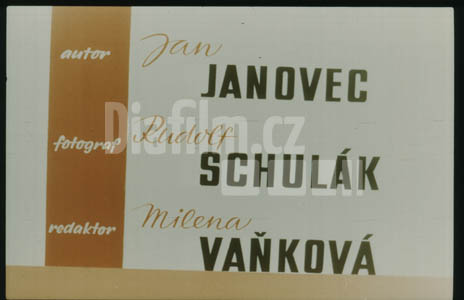 autor
Jan
JANOVEC
fotograf
Rudolf
SCHULÁK
redaktor
Milena
VAŇKOVÁ
Diafilm.cz